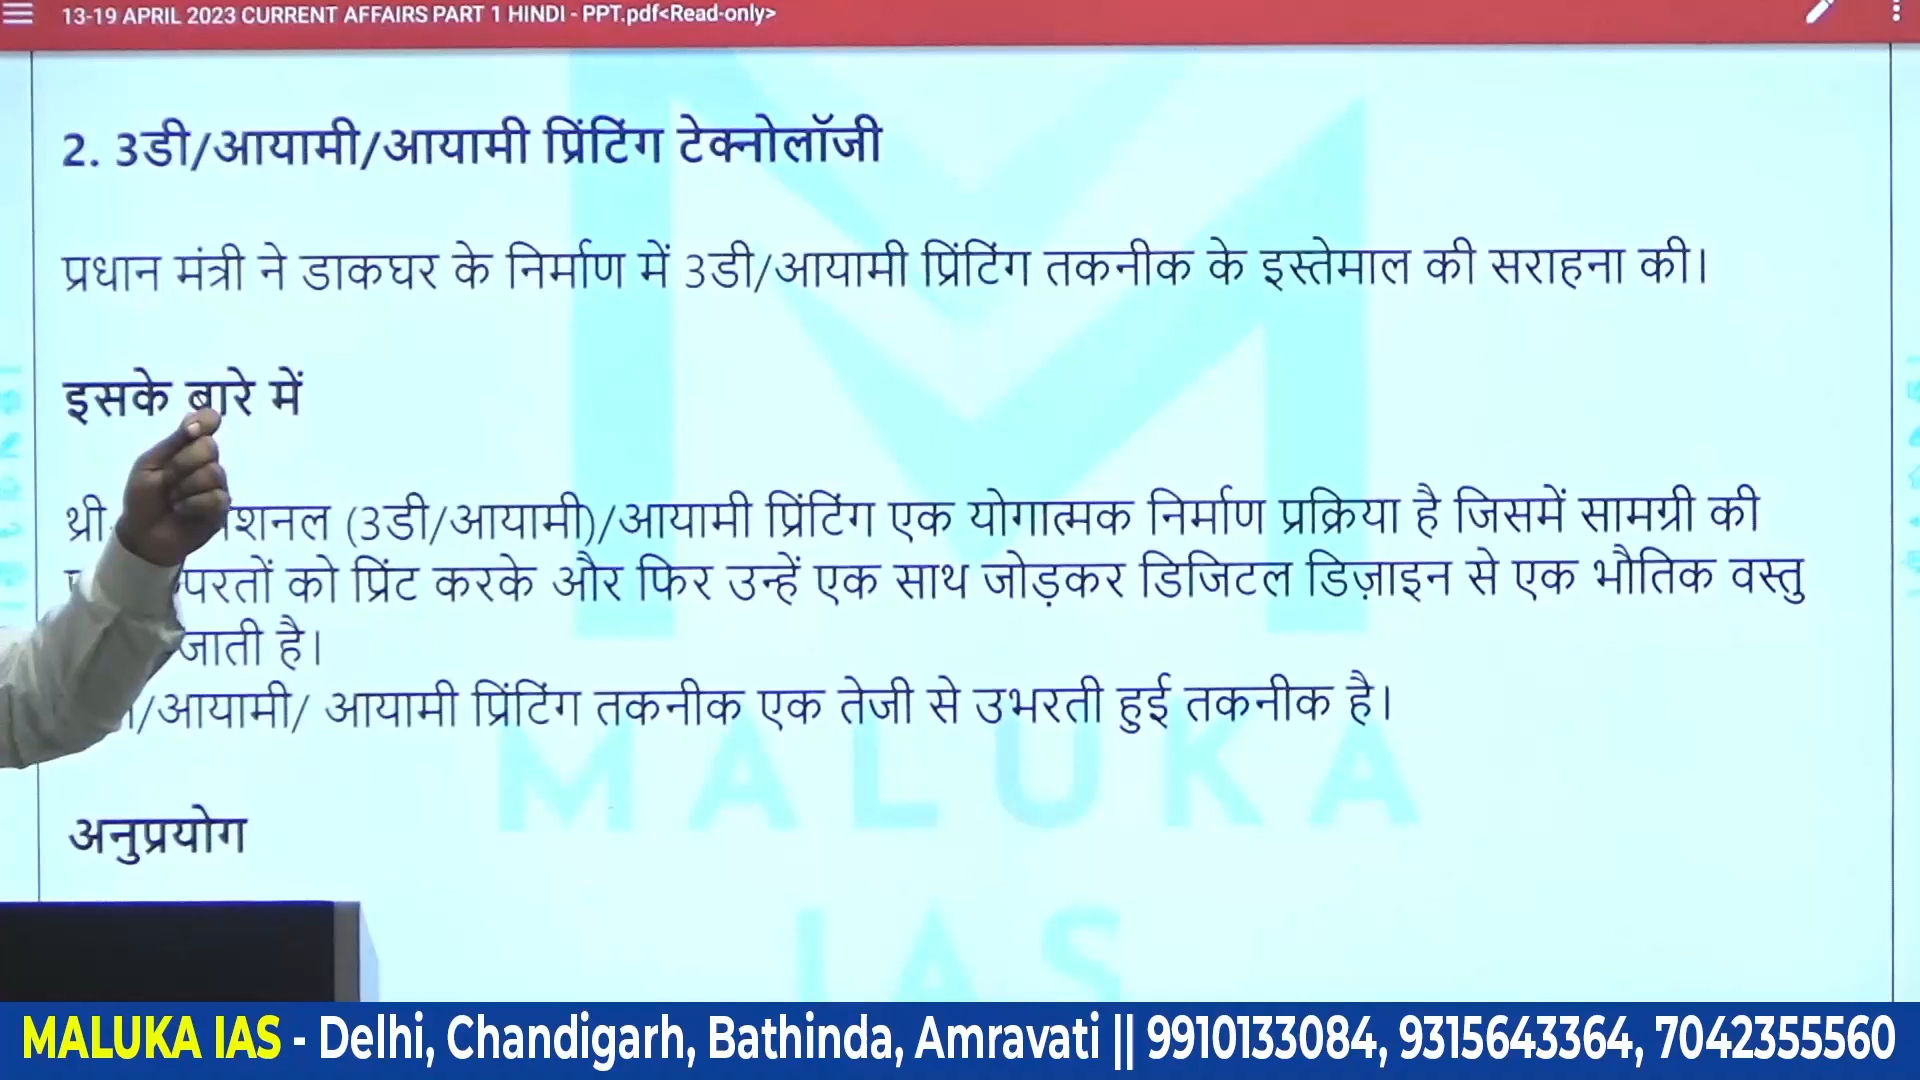 13-19 APRIL 2023 CURRENT AFFAIRS PART 1 HINDI - PPT.pdf<Read-only>
2. 3डी/आयामी/आयामी प्रिंटिंग टेक्नोलॉजी
प्रधान मंत्री ने डाकघर के निर्माण में 3डी/आयामी प्रिंटिंग तकनीक के इस्तेमाल की सराहना की।
इसके बारे में
(3डी/आयामी)/आयामी प्रिंटिंग एक योगात्मक निर्माण प्रक्रिया है जिसमें सामग्री की
परतों को प्रिंट करके और फिर उन्हें एक साथ जोड़कर डिजिटल डिज़ाइन से एक भौतिक वस्तु
जाती है।
/आयामी/ आयामी प्रिंटिंग तकनीक एक तेजी से उभरती हुई तकनीक है।
अनुप्रयोग
MALUKA
IAS
MALUKA IAS - Delhi, Chandigarh, Bathinda, Amravati || 9910133084, 9315643364, 7042355560